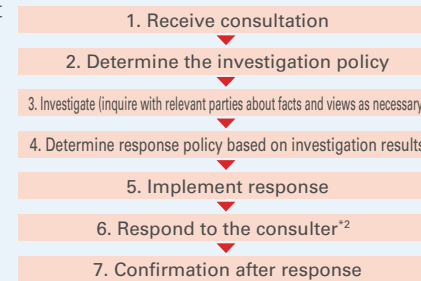 1. Receive consultation
2. Determine the investigation policy
3. Investigate (inquire with relevant parties about facts and views as necessary
4. Determine response policy based on investigation results
5. Implement response
6. Respond to the consulter*2
7. Confirmation after response